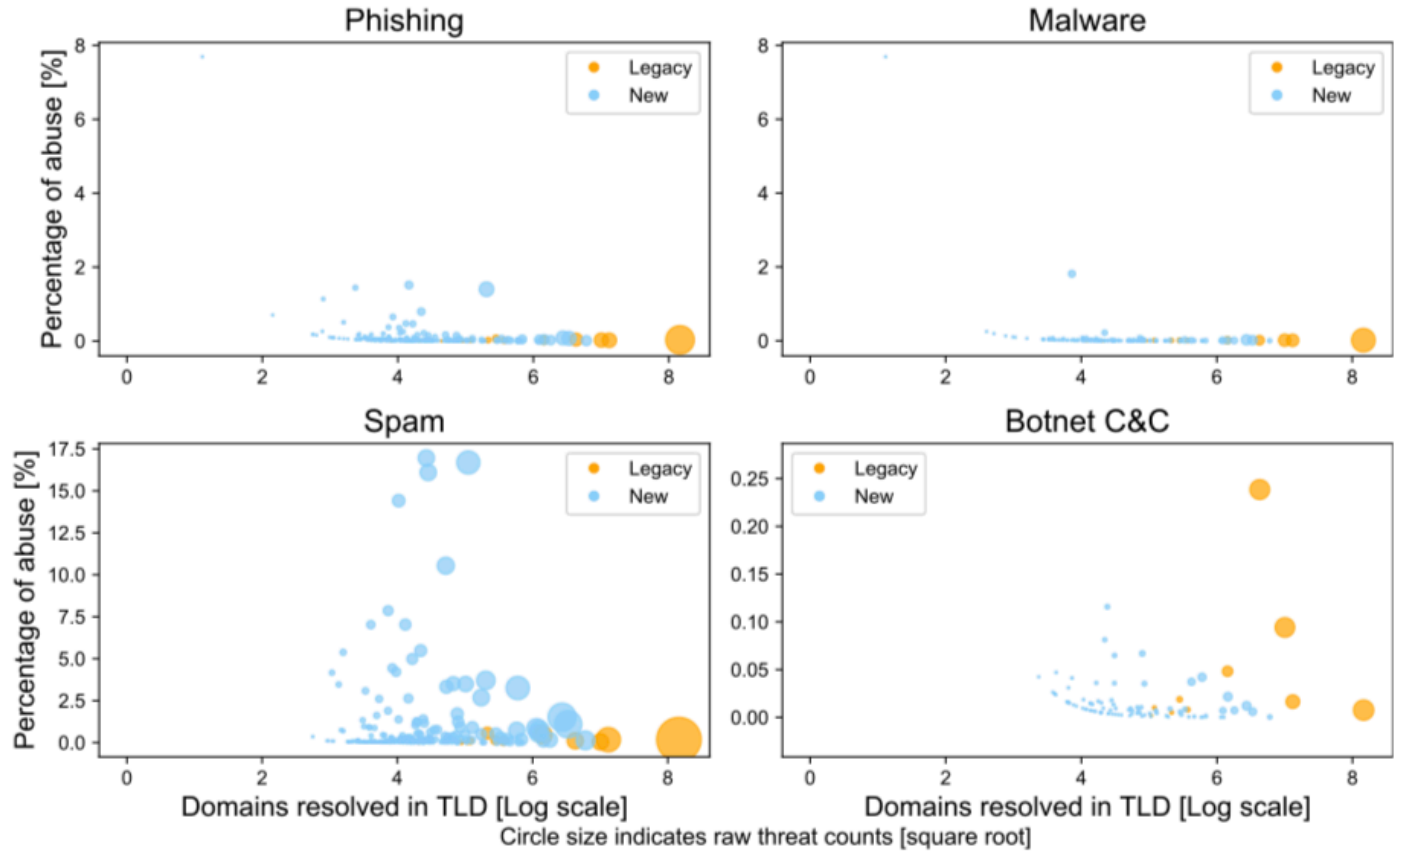 Phishing
Percentage of abuse [%]
8
6
4
2
0
0 2 4 6 8
Legacy
New
Malware
8
6
4
2
0
0 2 4 6 8
Legacy
New
Spam
Percentage of abuse [%]
17.5
15.0
12.5
10.0
7.5
5.0
2.5
0.0
0 2 4 6 8
Legacy
New
Domains resolved in TLD [Log scale]
Botnet C&C
0.25
0.20
0.15
0.10
0.05
0.00
0 2 4 6 8
Legacy
New
Domains resolved in TLD [Log scale]
Circle size indicates raw threat counts [square root]